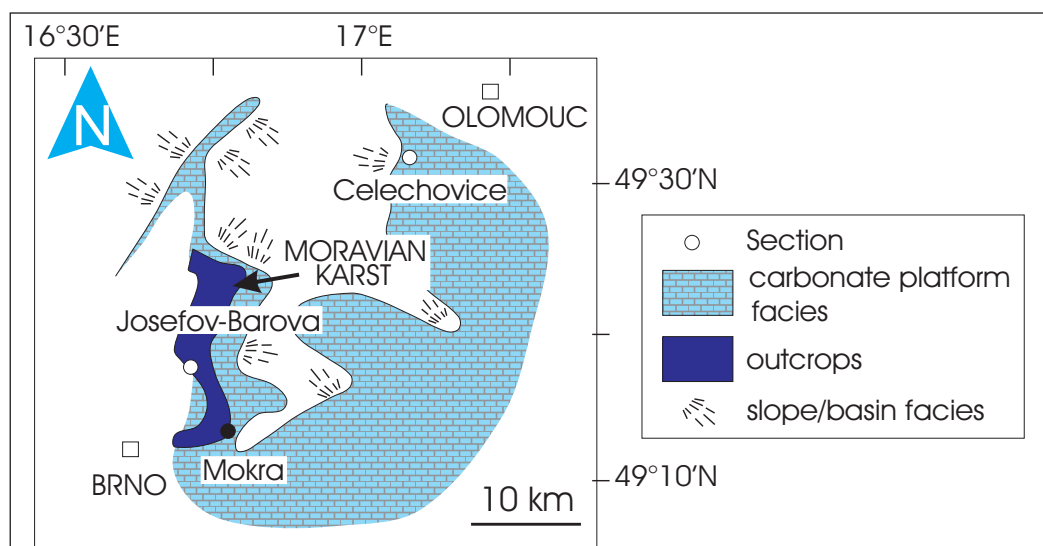 16°30'E
17°E
N
OLOMOUC
Celechovice
49°30'N
MORAVIAN
KARST
Josefov-Barova
BRNO
Mokra
49°10'N
10 km
Section
carbonate platform
facies
outcrops
slope/basin facies